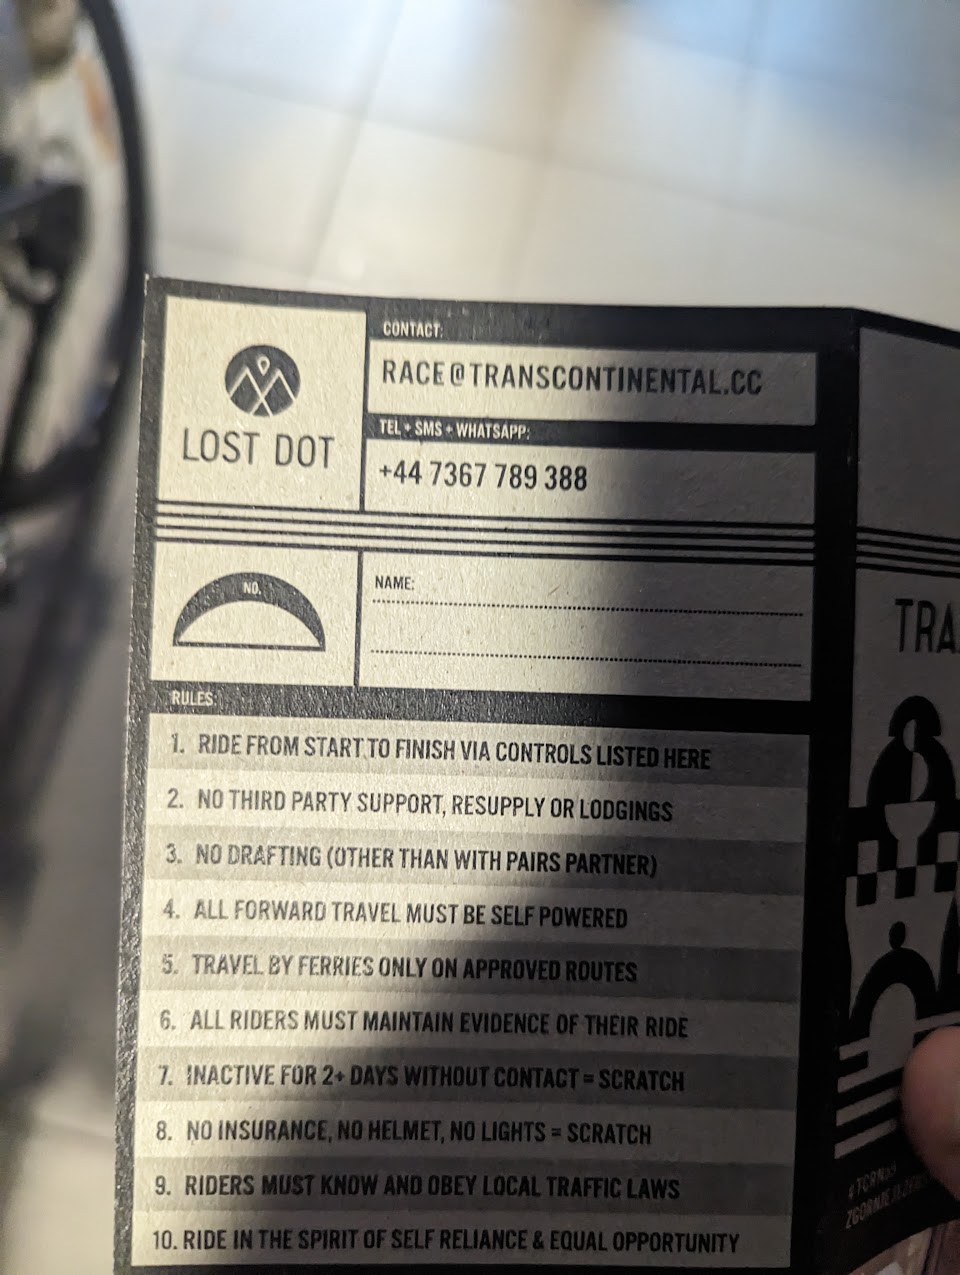 CONTACT:
RACE@TRANSCONTINENTAL.CC
LOST DOT
TEL + SMS + WHATSAPP:
+44 7367 789 388
NO.
NAME:
RULES:
1. RIDE FROM START TO FINISH VIA CONTROLS LISTED HERE
2. NO THIRD PARTY SUPPORT, RESUPPLY OR LODGINGS
3. NO DRAFTING (OTHER THAN WITH PAIRS PARTNER)
4. ALL FORWARD TRAVEL MUST BE SELF POWERED
5. TRAVEL BY FERRIES ONLY ON APPROVED ROUTES
6. ALL RIDERS MUST MAINTAIN EVIDENCE OF THEIR RIDE
7. INACTIVE FOR 2+ DAYS WITHOUT CONTACT = SCRATCH
8. NO INSURANCE, NO HELMET, NO LIGHTS = SCRATCH
9. RIDERS MUST KNOW AND OBEY LOCAL TRAFFIC LAWS
10. RIDE IN THE SPIRIT OF SELF RELIANCE & EQUAL OPPORTUNITY
TRA